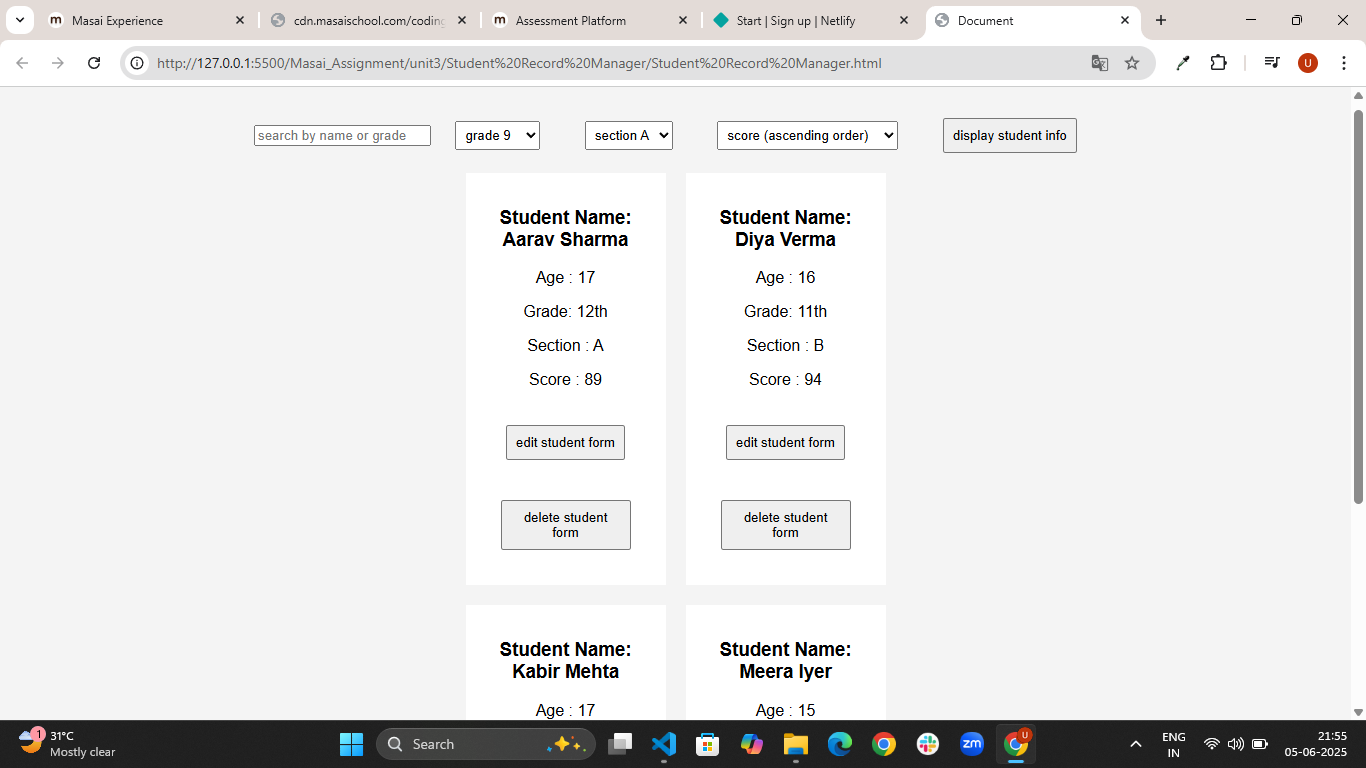 Masai Experience
cdn.masaischool.com/coding
Assessment Platform
Start | Sign up | Netlify
Document
http://127.0.0.1:5500/Masai_Assignment/unit3/Student%20Record%20Manager/Student%20Record%20Manager.html
U
search by name or grade
grade 9
section A
score (ascending order)
display student info
Student Name:
Aarav Sharma
Age : 17
Grade: 12th
Section : A
Score : 89
edit student form
delete student
form
Student Name:
Diya Verma
Age : 16
Grade: 11th
Section : B
Score : 94
edit student form
delete student
form
Student Name:
Kabir Mehta
Age : 17
Student Name:
Meera Iyer
Age : 15
1
31°C
Mostly clear
Search
zm
U
ENG
IN
21:55
05-06-2025